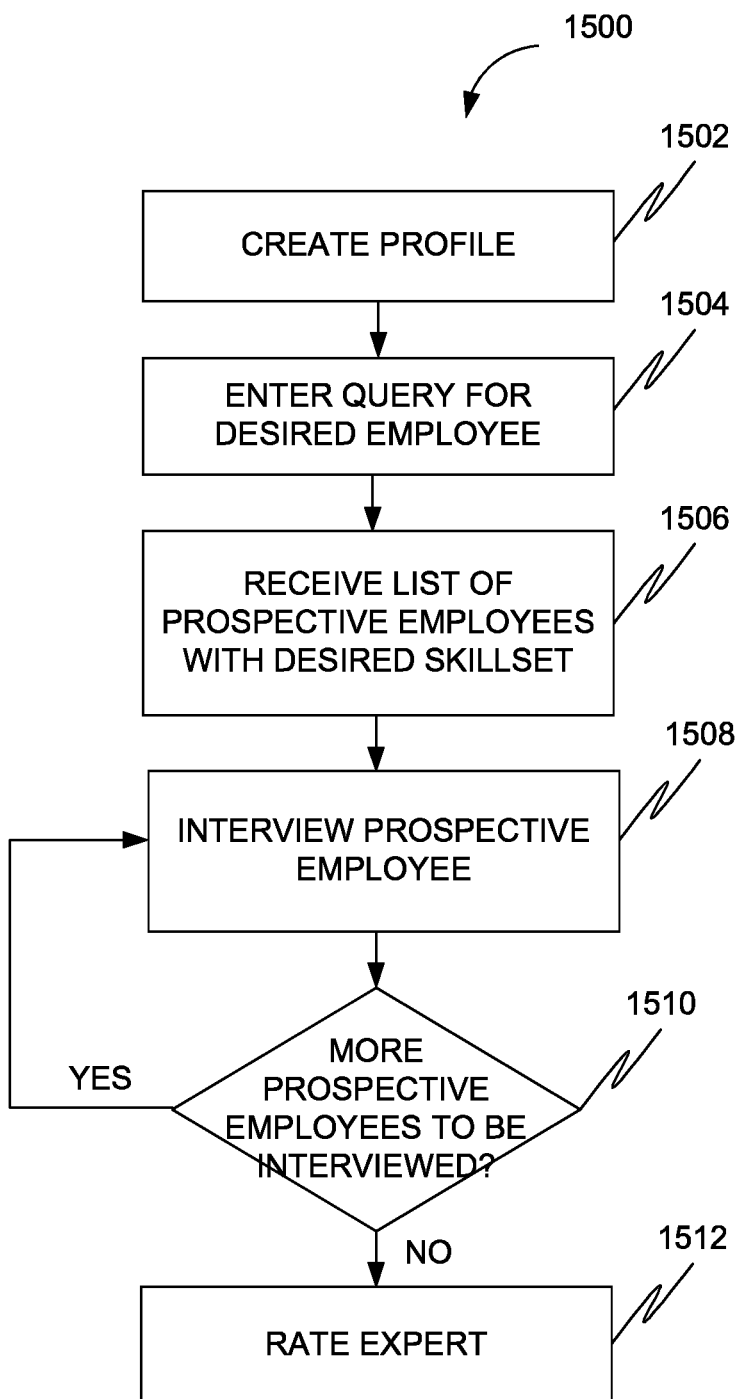 1500
1502
CREATE PROFILE
1504
ENTER QUERY FOR
DESIRED EMPLOYEE
1506
RECEIVE LIST OF
PROSPECTIVE EMPLOYEES
WITH DESIRED SKILLSET
1508
INTERVIEW PROSPECTIVE
EMPLOYEE
1510
MORE
PROSPECTIVE
EMPLOYEES TO BE
INTERVIEWED?
YES
NO
1512
RATE EXPERT